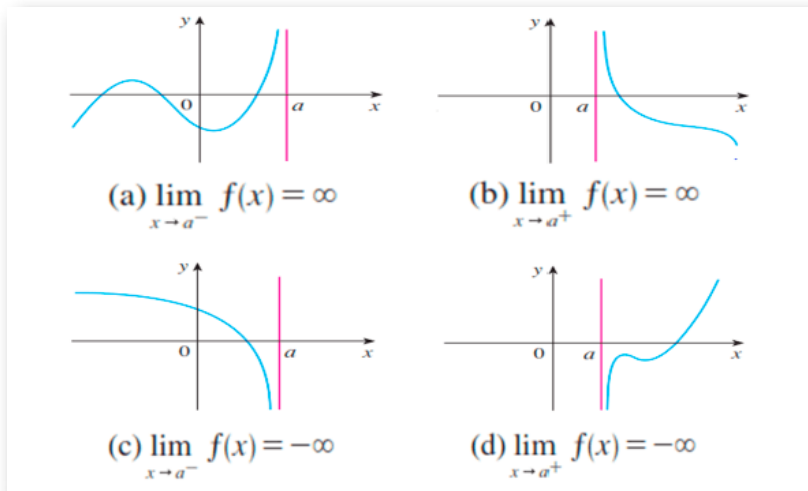 y
y
0
a
x
0
a
x
(a) lim f(x) = ∞
x→a⁻
(b) lim f(x) = ∞
x→a⁺
y
y
0
a
x
0
a
x
(c) lim f(x) = −∞
x→a⁻
(d) lim f(x) = −∞
x→a⁺